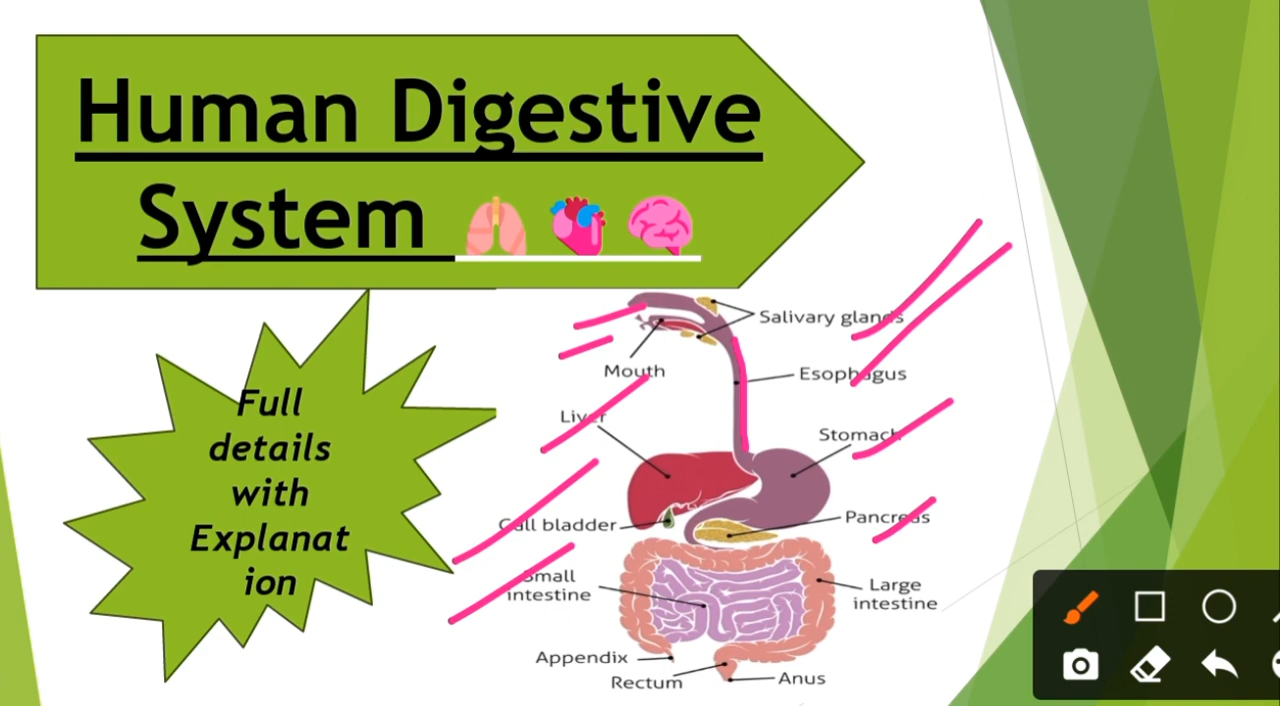 Human Digestive
System
Full
details
with
Explanat
ion
Salivary glands
Mouth
Esophagus
Liver
Stomach
Gall bladder
Pancreas
Small
intestine
Large
intestine
Appendix
Rectum
Anus